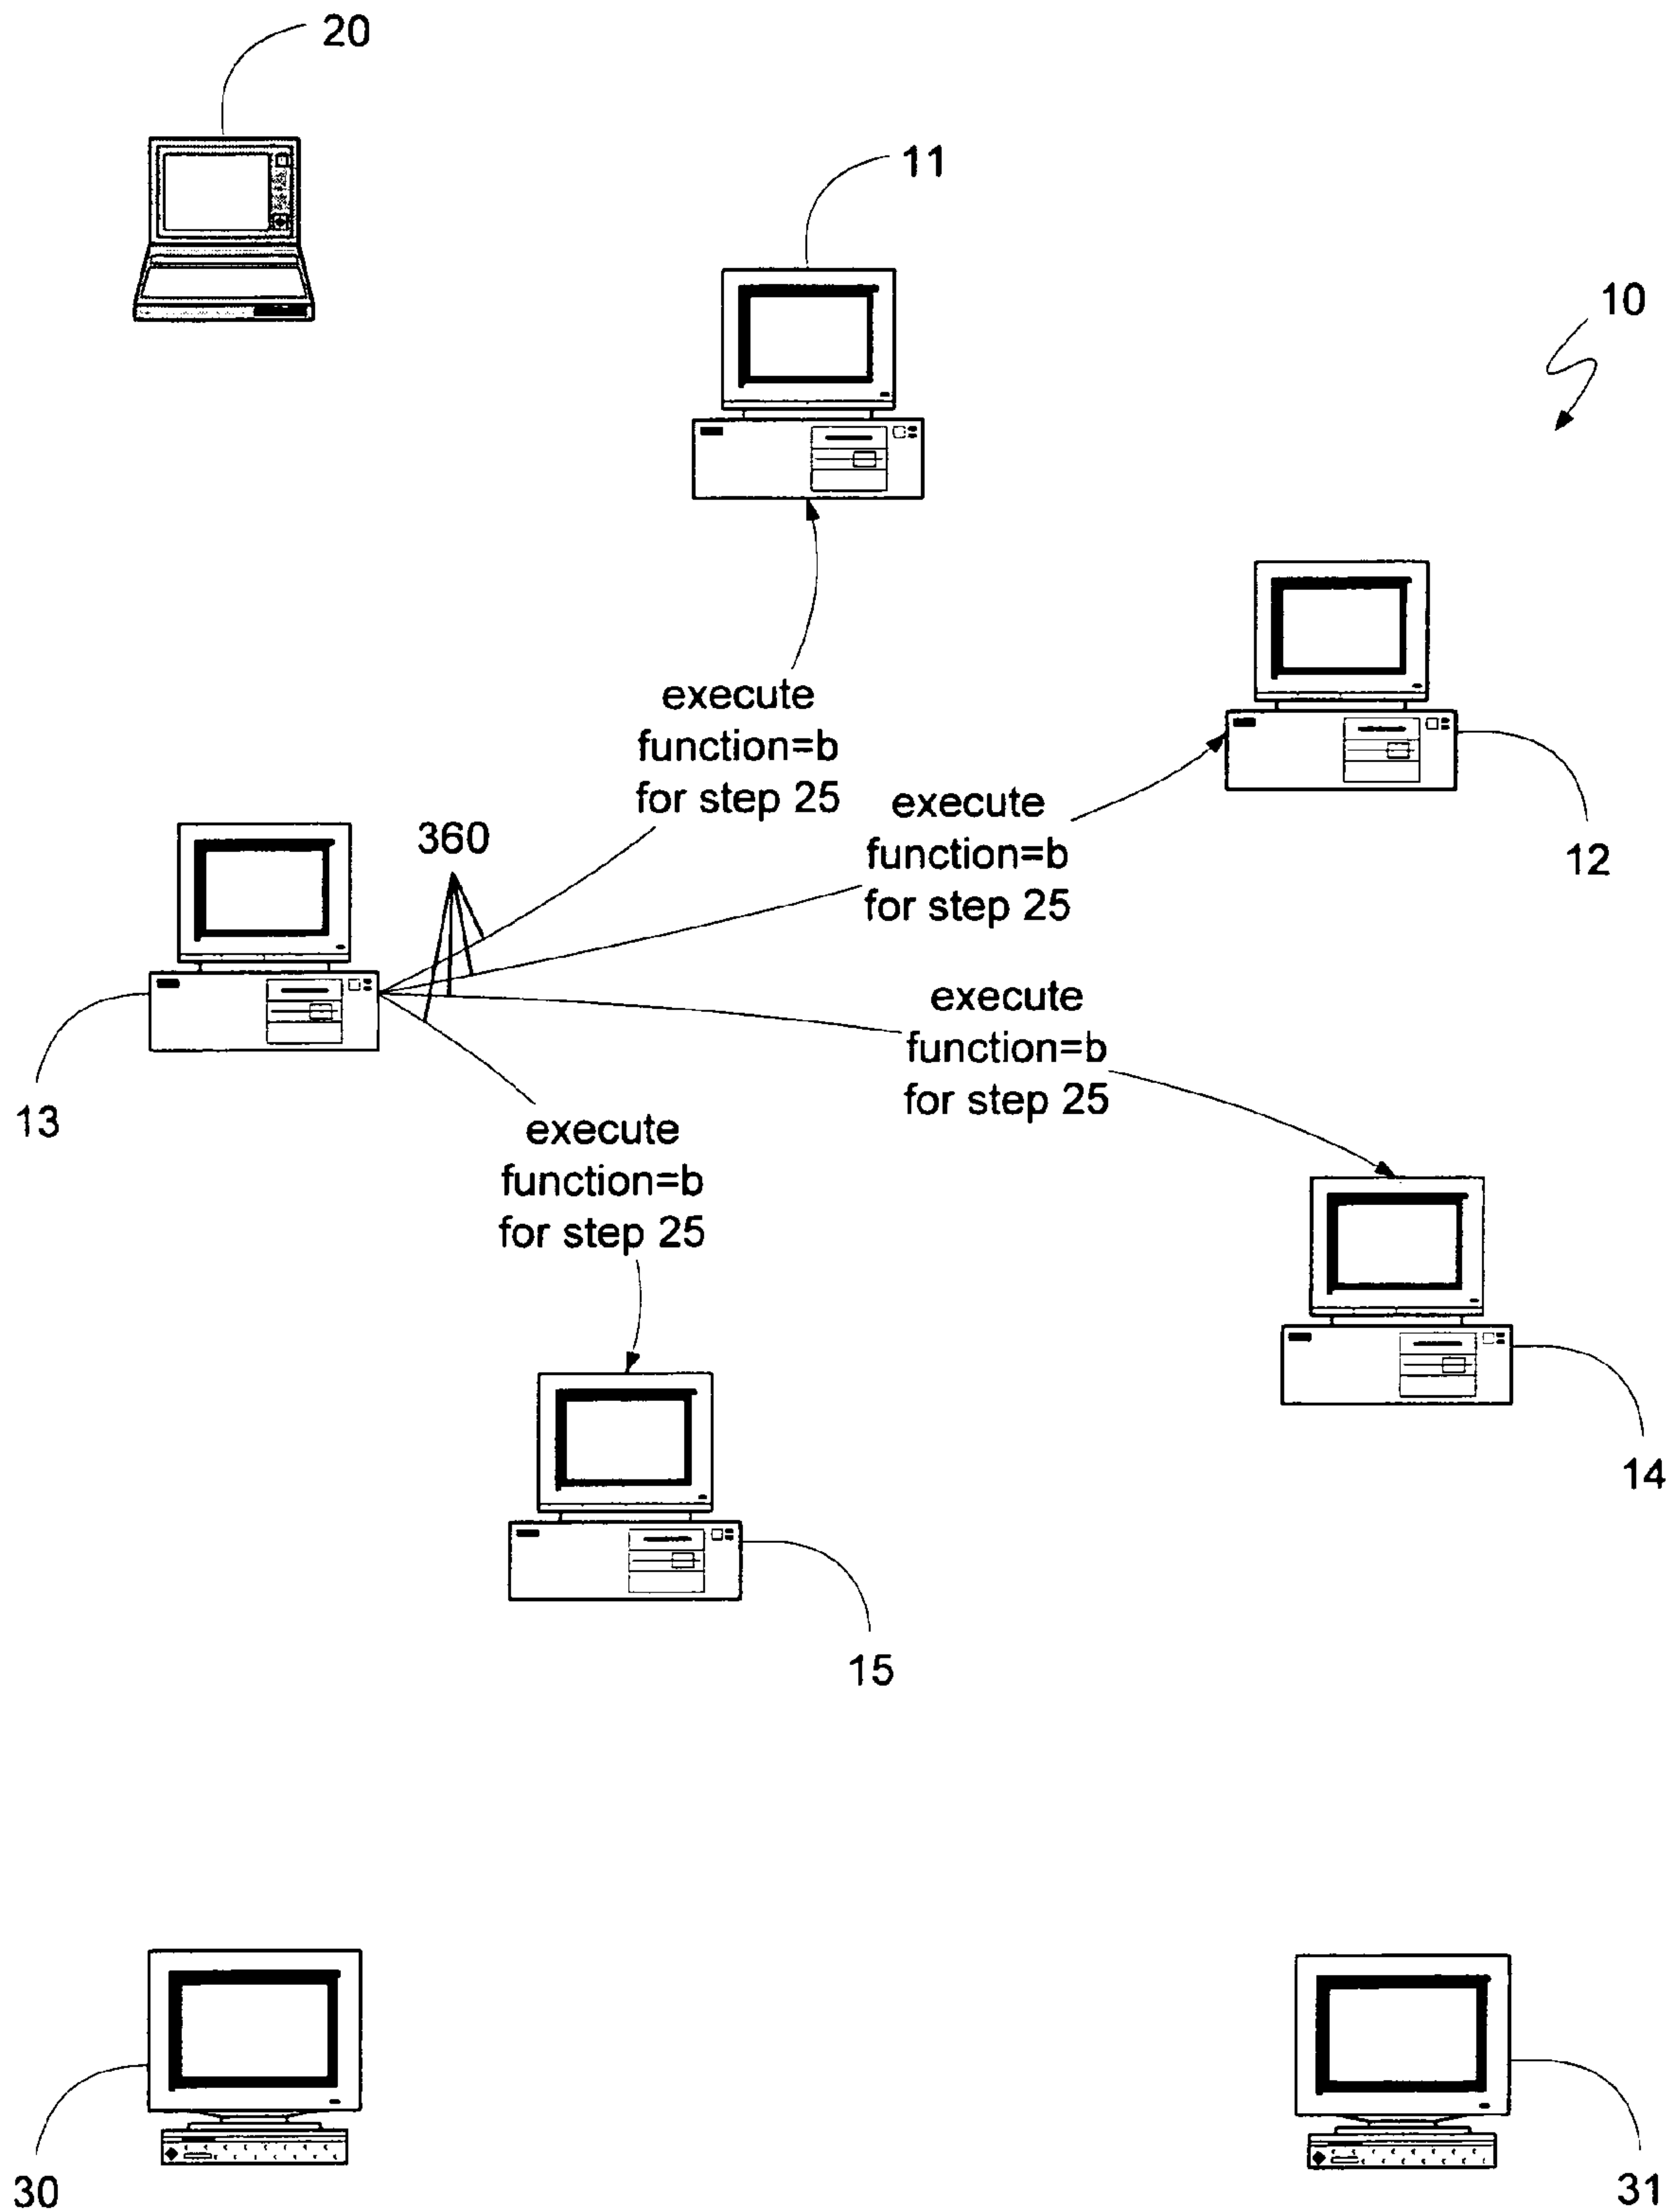 20
11
10
execute
function=b
for step 25
execute
function=b
for step 25
12
360
execute
function=b
for step 25
13
execute
function=b
for step 25
14
15
30
31